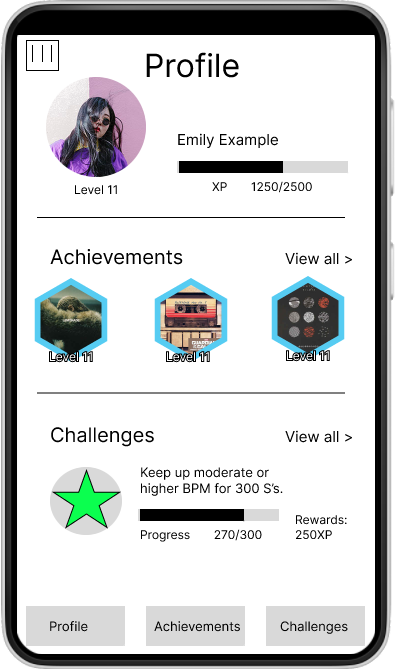 Profile
Emily Example
Level 11
XP 1250/2500
Achievements View all >
Level 11 Level 11 Level 11
Challenges View all >
Keep up moderate or
higher BPM for 300 S's.
Progress 270/300
Rewards:
250XP
Profile Achievements Challenges